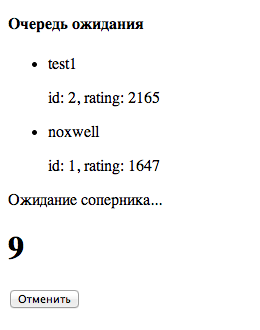 Очередь ожидания
test1
id: 2, rating: 2165
noxwell
id: 1, rating: 1647
Ожидание соперника...
9
Отменить